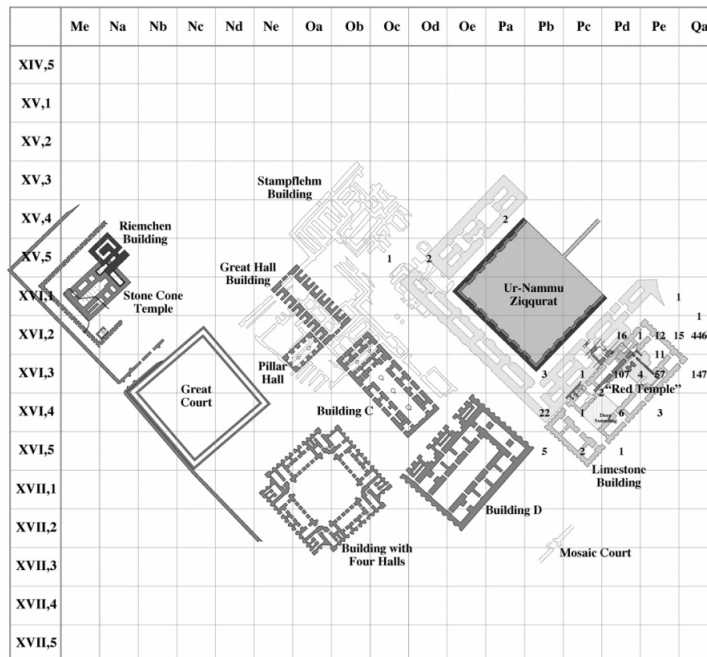 Me Na Nb Nc Nd Ne Oa Ob Oc Od Oe Pa Pb Pc Pd Pe Qa
XIV,5
XV,1
XV,2
XV,3
Stampflehm
Building
XV,4
2
Riemchen
Building
XV,5
1 2
Great Hall
Building
Ur-Nammu
Ziqqurat
XVI,1
1
Stone Cone
Temple
1
XVI,2
16 1 12 15 446
11
Pillar
Hall
XVI,3
3 1 107 4 57 147
Great
Court
"Red Temple"
2
XVI,4
Building C
22 1 6 3
Deep
Sounding
XVI,5
5 2 1
Limestone
Building
XVII,1
Building D
XVII,2
Building with
Four Halls
Mosaic Court
XVII,3
XVII,4
XVII,5